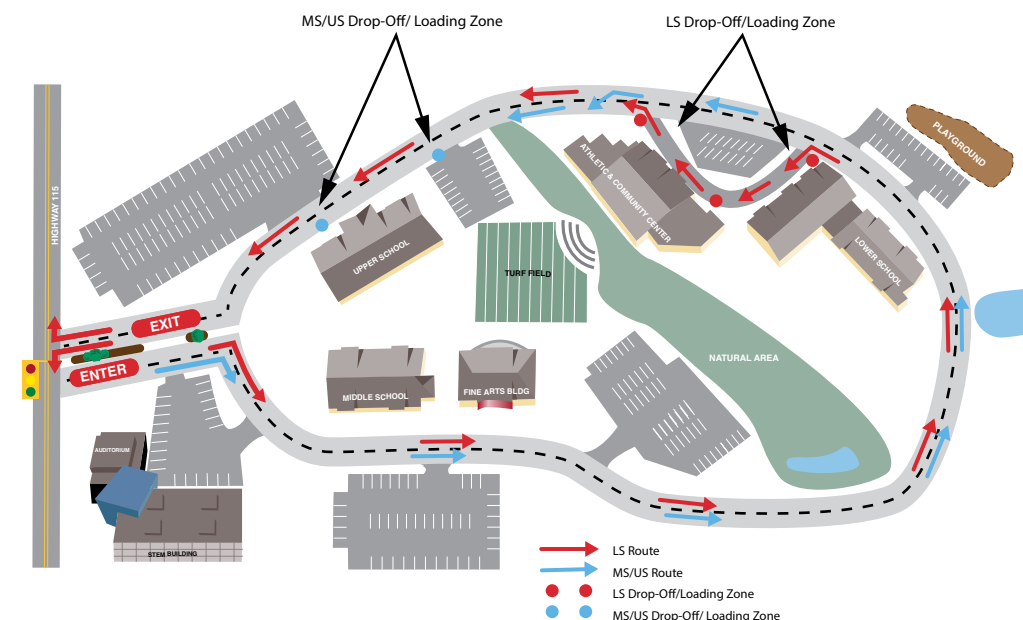 MS/US Drop-Off/ Loading Zone
LS Drop-Off/Loading Zone
PLAYGROUND
HIGHWAY 115
ATHLETIC & COMMUNITY CENTER
LOWER SCHOOL
UPPER SCHOOL
TURF FIELD
EXIT
ENTER
NATURAL AREA
MIDDLE SCHOOL
FINE ARTS BLDG
AUDITORIUM
STEM BUILDING
LS Route
MS/US Route
LS Drop-Off/Loading Zone
MS/US Drop-Off/ Loading Zone